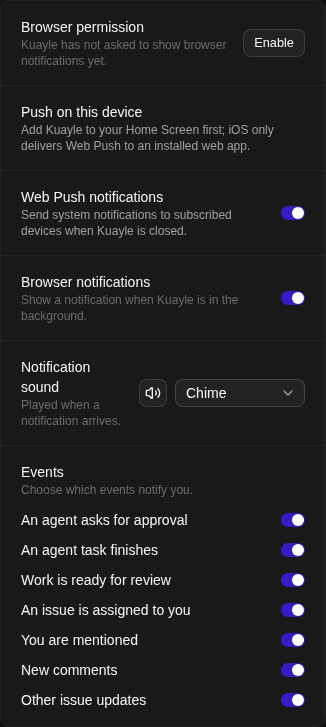 Browser permission
Kuayle has not asked to show browser
notifications yet.
Enable
Push on this device
Add Kuayle to your Home Screen first; iOS only
delivers Web Push to an installed web app.
Web Push notifications
Send system notifications to subscribed
devices when Kuayle is closed.
Browser notifications
Show a notification when Kuayle is in the
background.
Notification
sound
Played when a
notification arrives.
Chime
Events
Choose which events notify you.
An agent asks for approval
An agent task finishes
Work is ready for review
An issue is assigned to you
You are mentioned
New comments
Other issue updates